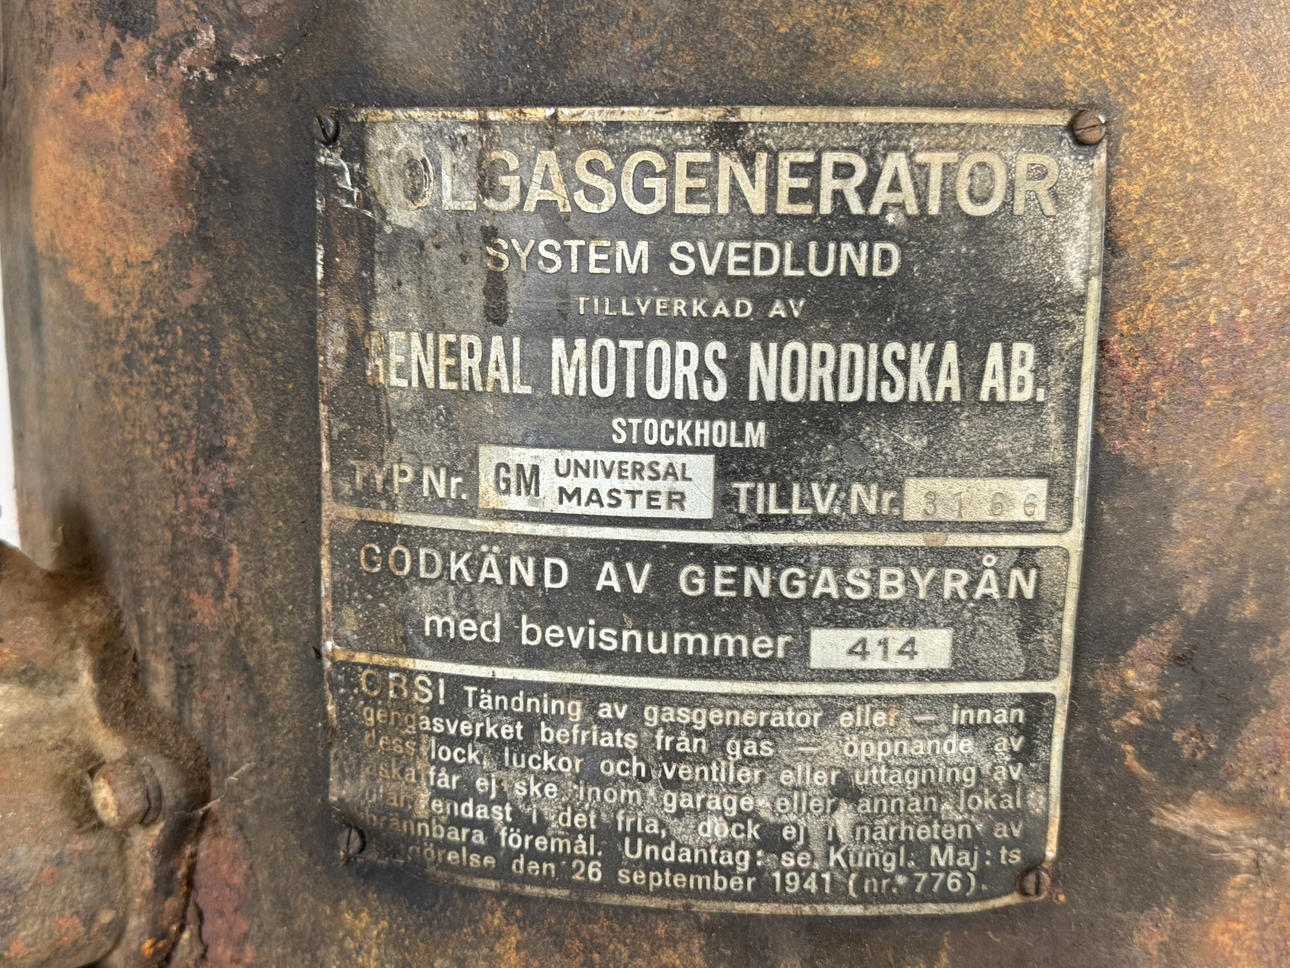 KOLGASGENERATOR
SYSTEM SVEDLUND
TILLVERKAD AV
GENERAL MOTORS NORDISKA AB.
STOCKHOLM
TYP Nr. GM UNIVERSAL MASTER TILLV. Nr. 3166
GODKÄND AV GENGASBYRÅN
med bevisnummer 414
OBS! Tändning av gasgenerator eller — innan
gengasverket befriats från gas — öppnande av
dess lock, luckor och ventiler eller uttagning av
aska får ej ske inom garage eller annan lokal
utan endast i det fria, dock ej i närheten av
brännbara föremål. Undantag: se. Kungl. Maj:ts
den 26 september 1941 (nr. 776).